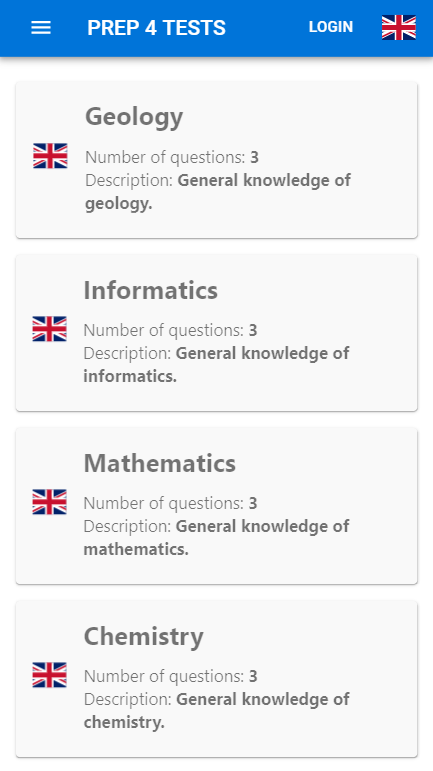 PREP 4 TESTS
LOGIN
Geology
Number of questions: 3
Description: General knowledge of
geology.
Informatics
Number of questions: 3
Description: General knowledge of
informatics.
Mathematics
Number of questions: 3
Description: General knowledge of
mathematics.
Chemistry
Number of questions: 3
Description: General knowledge of
chemistry.